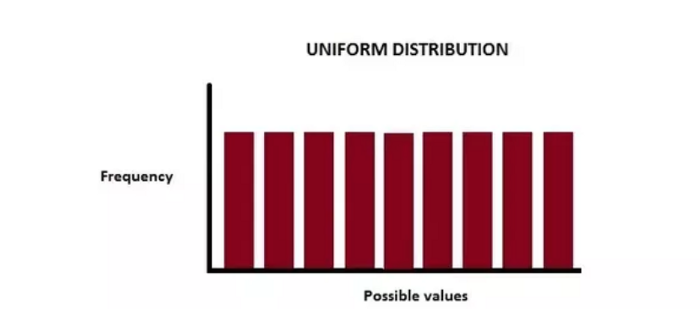 UNIFORM DISTRIBUTION
Frequency
Possible values